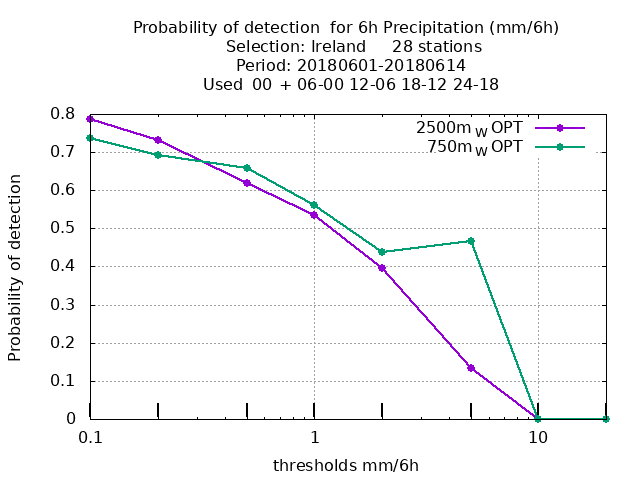 Probability of detection  for 6h Precipitation (mm/6h)
Selection: Ireland     28 stations
Period: 20180601-20180614
Used  00  + 06-00 12-06 18-12 24-18
2500m W OPT
750m W OPT
Probability of detection
0.8
0.7
0.6
0.5
0.4
0.3
0.2
0.1
0
0.1 1 10
thresholds mm/6h